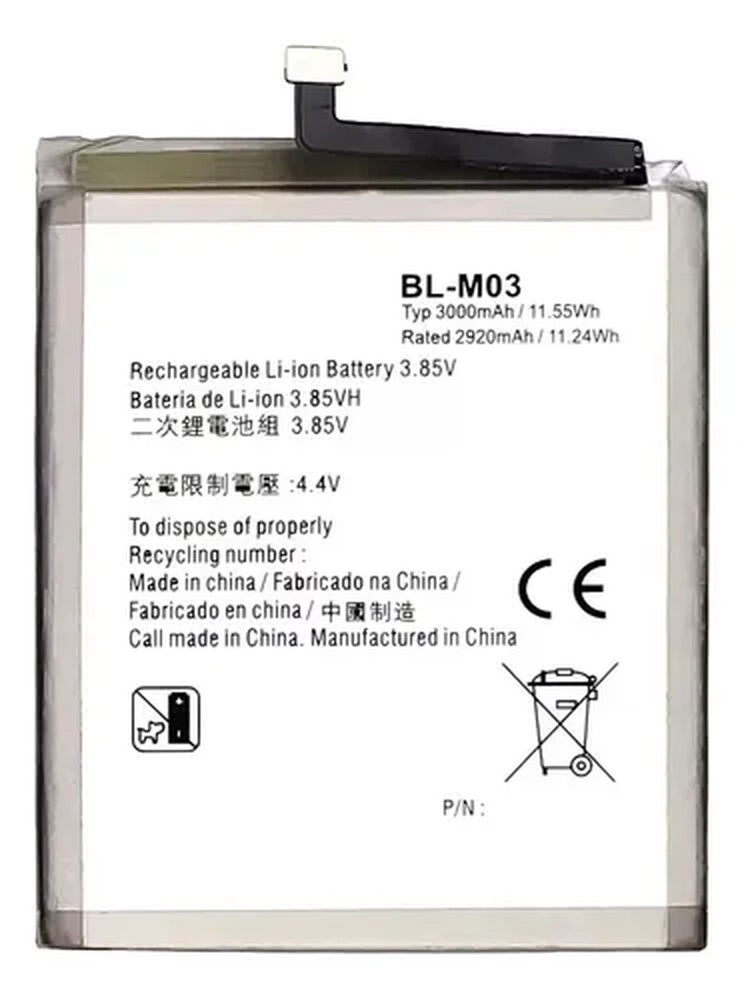 BL-M03
Typ 3000mAh / 11.55Wh
Rated 2920mAh / 11.24Wh
Rechargeable Li-ion Battery 3.85V
Bateria de Li-ion 3.85VH
二次鋰電池組 3.85V
充電限制電壓 :4.4V
To dispose of properly
Recycling number :
Made in china / Fabricado na China /
Fabricado en china / 中國制造
Call made in China. Manufactured in China
CE
P/N :